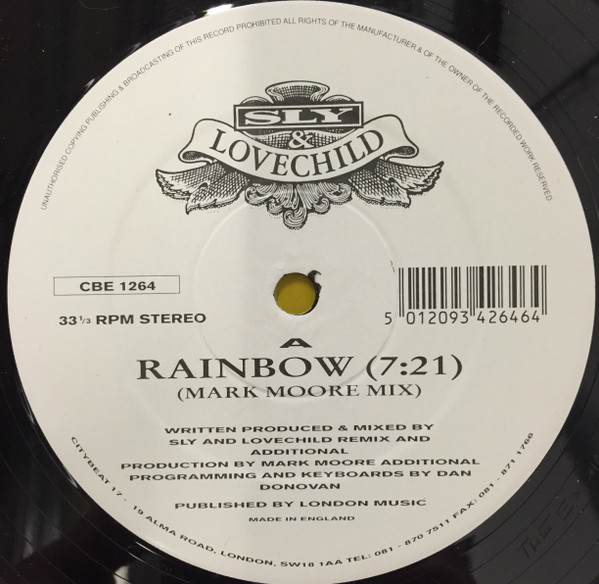 UNAUTHORISED COPYING PUBLISHING & BROADCASTING OF THIS RECORD PROHIBITED ALL RIGHTS OF THE MANUFACTURER & OF THE OWNER OF THE RECORDED WORK RESERVED
SLY
&
LOVECHILD
CBE 1264
33 1/3 RPM STEREO
5 012093 426464
A
RAINBOW (7:21)
(MARK MOORE MIX)
WRITTEN PRODUCED & MIXED BY
SLY AND LOVECHILD REMIX AND
ADDITIONAL
PRODUCTION BY MARK MOORE ADDITIONAL
PROGRAMMING AND KEYBOARDS BY DAN
DONOVAN
PUBLISHED BY LONDON MUSIC
MADE IN ENGLAND
CITYBEAT 17 - 19 ALMA ROAD, LONDON, SW18 1AA TEL: 081 - 870 7511 FAX: 081 - 871 1766
THE